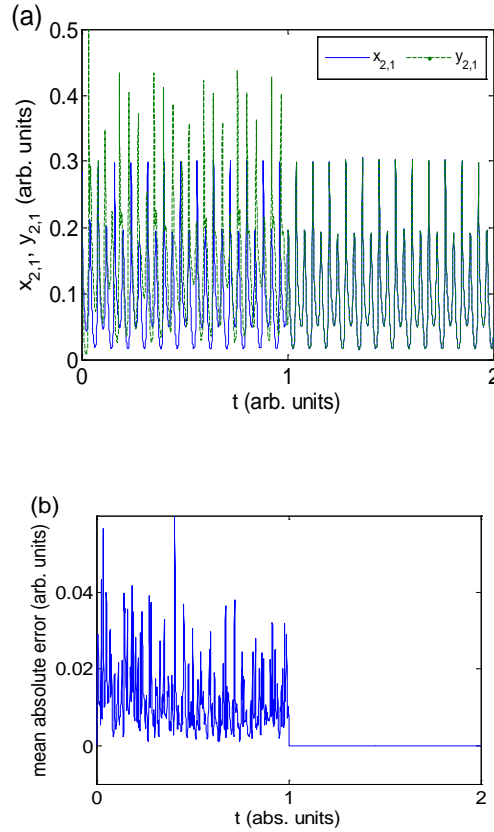 (a)
0.5
x2,1 y2,1
0.4
0.3
0.2
0.1
0
x2,1, y2,1 (arb. units)
0 1 2
t (arb. units)
(b)
0.04
0.02
0
mean absolute error (arb. units)
0 1 2
t (abs. units)